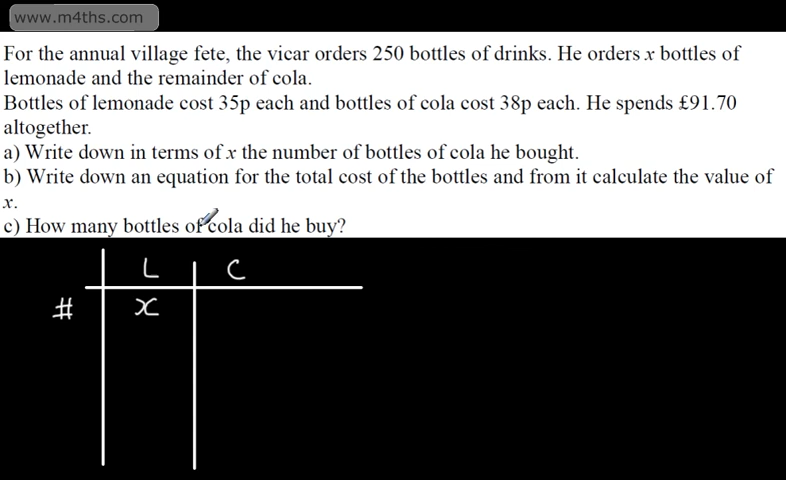 www.m4ths.com
For the annual village fete, the vicar orders 250 bottles of drinks. He orders x bottles of
lemonade and the remainder of cola.
Bottles of lemonade cost 35p each and bottles of cola cost 38p each. He spends £91.70
altogether.
a) Write down in terms of x the number of bottles of cola he bought.
b) Write down an equation for the total cost of the bottles and from it calculate the value of
x.
c) How many bottles of cola did he buy?
L C
# x